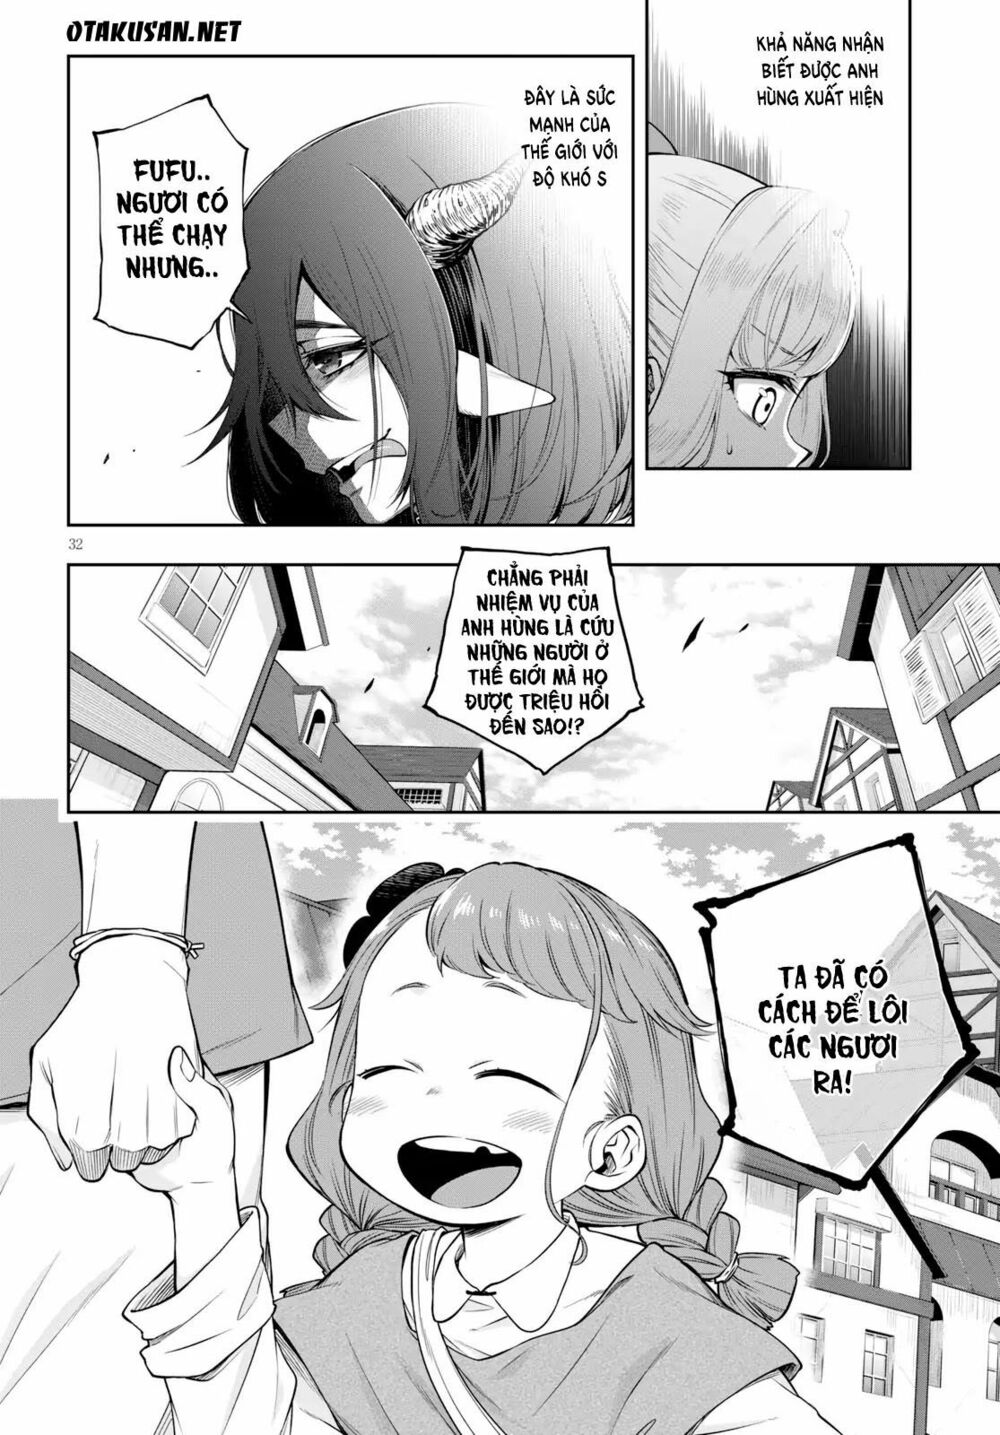 OTAKUSAN.NET
KHẢ NĂNG NHẬN
BIẾT ĐƯỢC ANH
HÙNG XUẤT HIỆN
ĐÂY LÀ SỨC
MẠNH CỦA
THẾ GIỚI VỚI
ĐỘ KHÓ S
FUFU..
NGƯƠI CÓ
THỂ CHẠY
NHƯNG..
32
CHẲNG PHẢI
NHIỆM VỤ CỦA
ANH HÙNG LÀ CỨU
NHỮNG NGƯỜI Ở
THẾ GIỚI MÀ HỌ
ĐƯỢC TRIỆU HỒI
ĐẾN SAO!?
TA ĐÃ CÓ
CÁCH ĐỂ LÔI
CÁC NGƯƠI
RA!